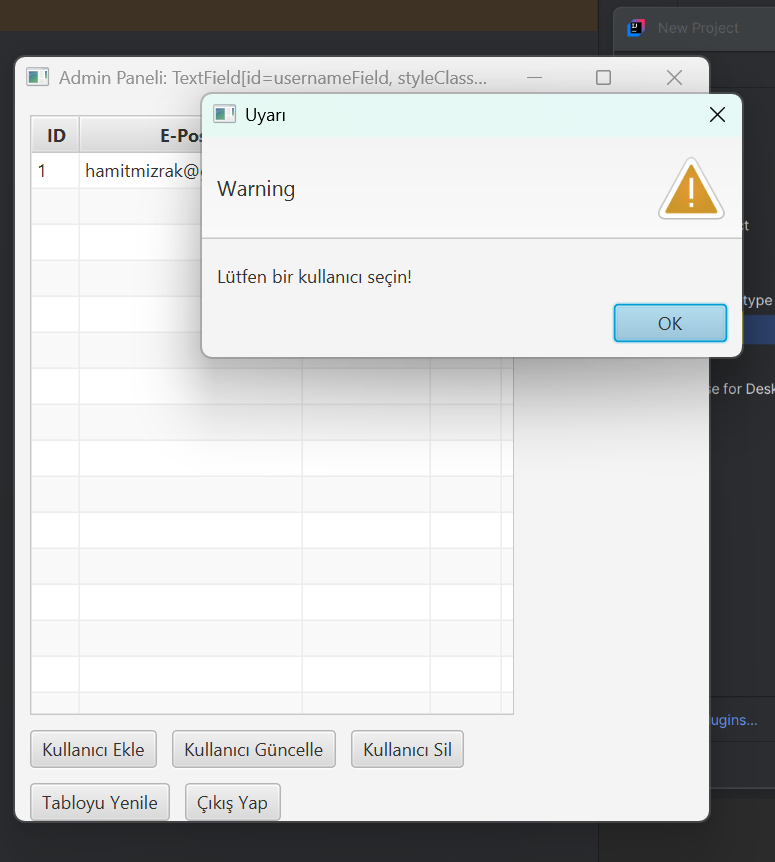 New Project
Admin Paneli: TextField[id=usernameField, styleClass...
Uyarı
ID
1
hamitmizrak@
Warning
Lütfen bir kullanıcı seçin!
OK
type
se for Desk
ugins...
Kullanıcı Ekle
Kullanıcı Güncelle
Kullanıcı Sil
Tabloyu Yenile
Çıkış Yap